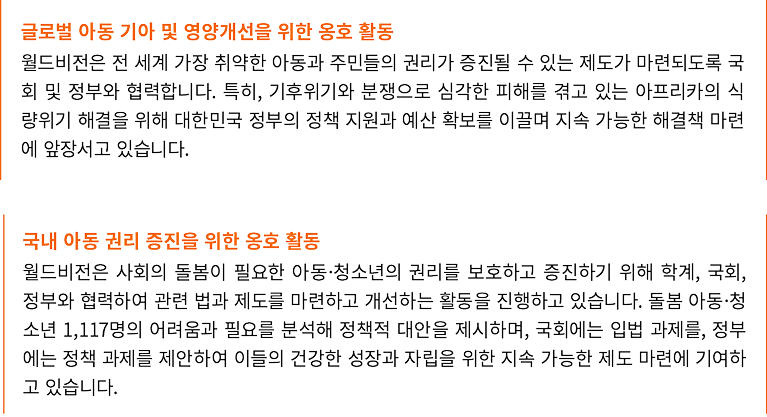 글로벌 아동 기아 및 영양개선을 위한 옹호 활동
월드비전은 전 세계 가장 취약한 아동과 주민들의 권리가 증진될 수 있는 제도가 마련되도록 국
회 및 정부와 협력합니다. 특히, 기후위기와 분쟁으로 심각한 피해를 겪고 있는 아프리카의 식
량위기 해결을 위해 대한민국 정부의 정책 지원과 예산 확보를 이끌며 지속 가능한 해결책 마련
에 앞장서고 있습니다.
국내 아동 권리 증진을 위한 옹호 활동
월드비전은 사회의 돌봄이 필요한 아동·청소년의 권리를 보호하고 증진하기 위해 학계, 국회,
정부와 협력하여 관련 법과 제도를 마련하고 개선하는 활동을 진행하고 있습니다. 돌봄 아동·청
소년 1,117명의 어려움과 필요를 분석해 정책적 대안을 제시하며, 국회에는 입법 과제를, 정부
에는 정책 과제를 제안하여 이들의 건강한 성장과 자립을 위한 지속 가능한 제도 마련에 기여하
고 있습니다.